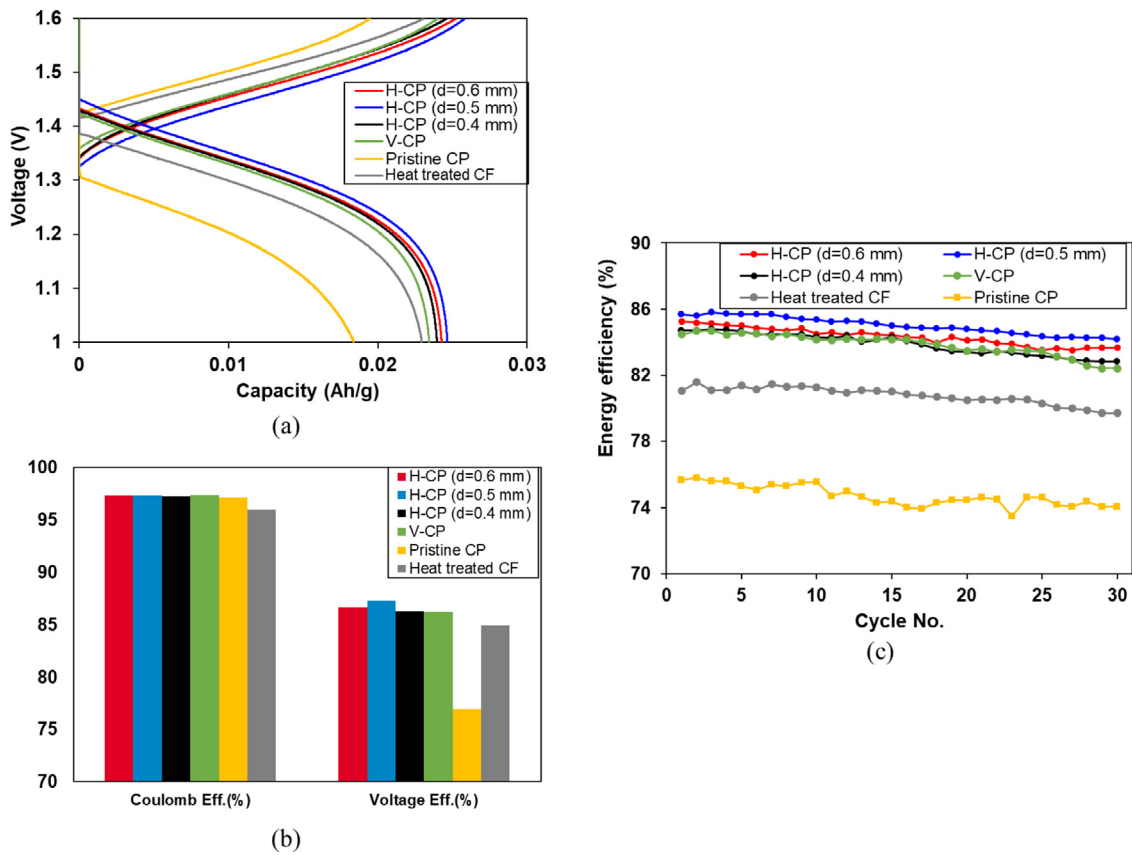 1.6
1.5
1.4
1.3
1.2
1.1
1
Voltage (V)
H-CP (d=0.6 mm)
H-CP (d=0.5 mm)
H-CP (d=0.4 mm)
V-CP
Pristine CP
Heat treated CF
0 0.01 0.02 0.03
Capacity (Ah/g)
(a)
100
95
90
85
80
75
70
H-CP (d=0.6 mm)
H-CP (d=0.5 mm)
H-CP (d=0.4 mm)
V-CP
Pristine CP
Heat treated CF
Coulomb Eff.(%) Voltage Eff.(%)
(b)
90
86
82
78
74
70
Energy efficiency (%)
H-CP (d=0.6 mm) H-CP (d=0.5 mm)
H-CP (d=0.4 mm) V-CP
Heat treated CF Pristine CP
0 5 10 15 20 25 30
Cycle No.
(c)